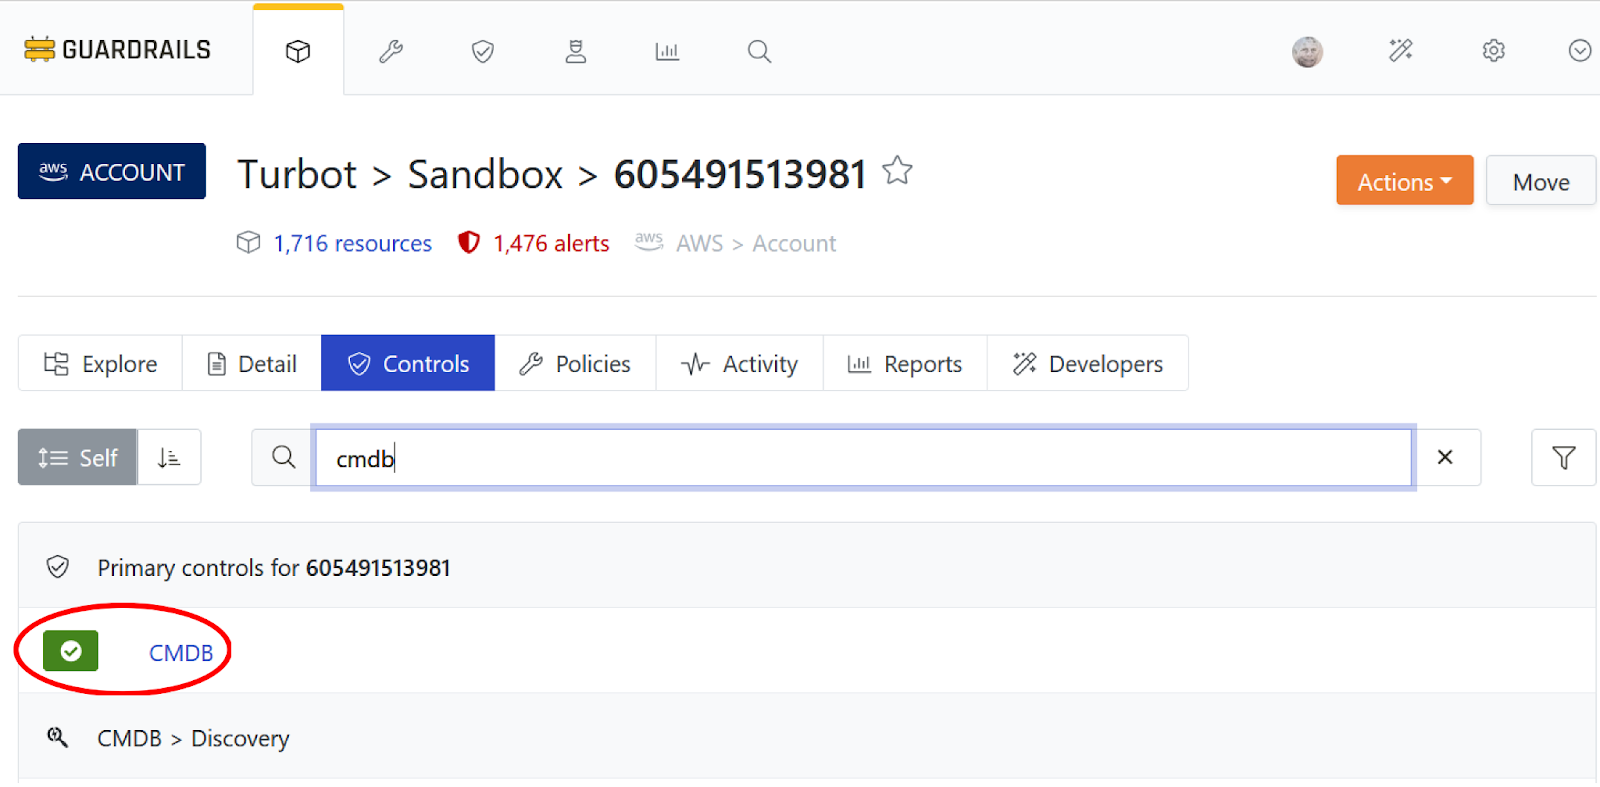 GUARDRAILS
aws ACCOUNT
Turbot > Sandbox > 605491513981
Actions
Move
1,716 resources
1,476 alerts
aws AWS > Account
Explore
Detail
Controls
Policies
Activity
Reports
Developers
Self
cmdb
Primary controls for 605491513981
CMDB
CMDB > Discovery